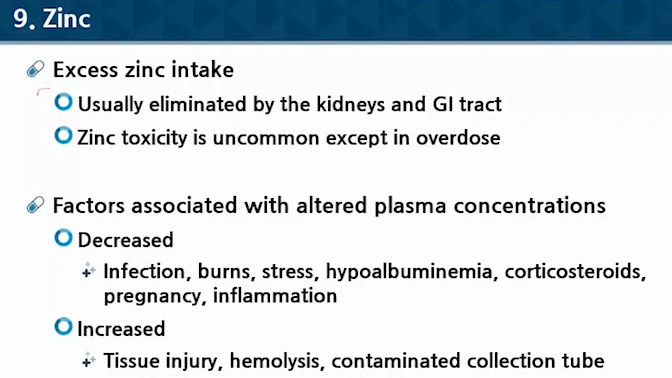 9. Zinc
Excess zinc intake
Usually eliminated by the kidneys and GI tract
Zinc toxicity is uncommon except in overdose
Factors associated with altered plasma concentrations
Decreased
Infection, burns, stress, hypoalbuminemia, corticosteroids,
pregnancy, inflammation
Increased
Tissue injury, hemolysis, contaminated collection tube